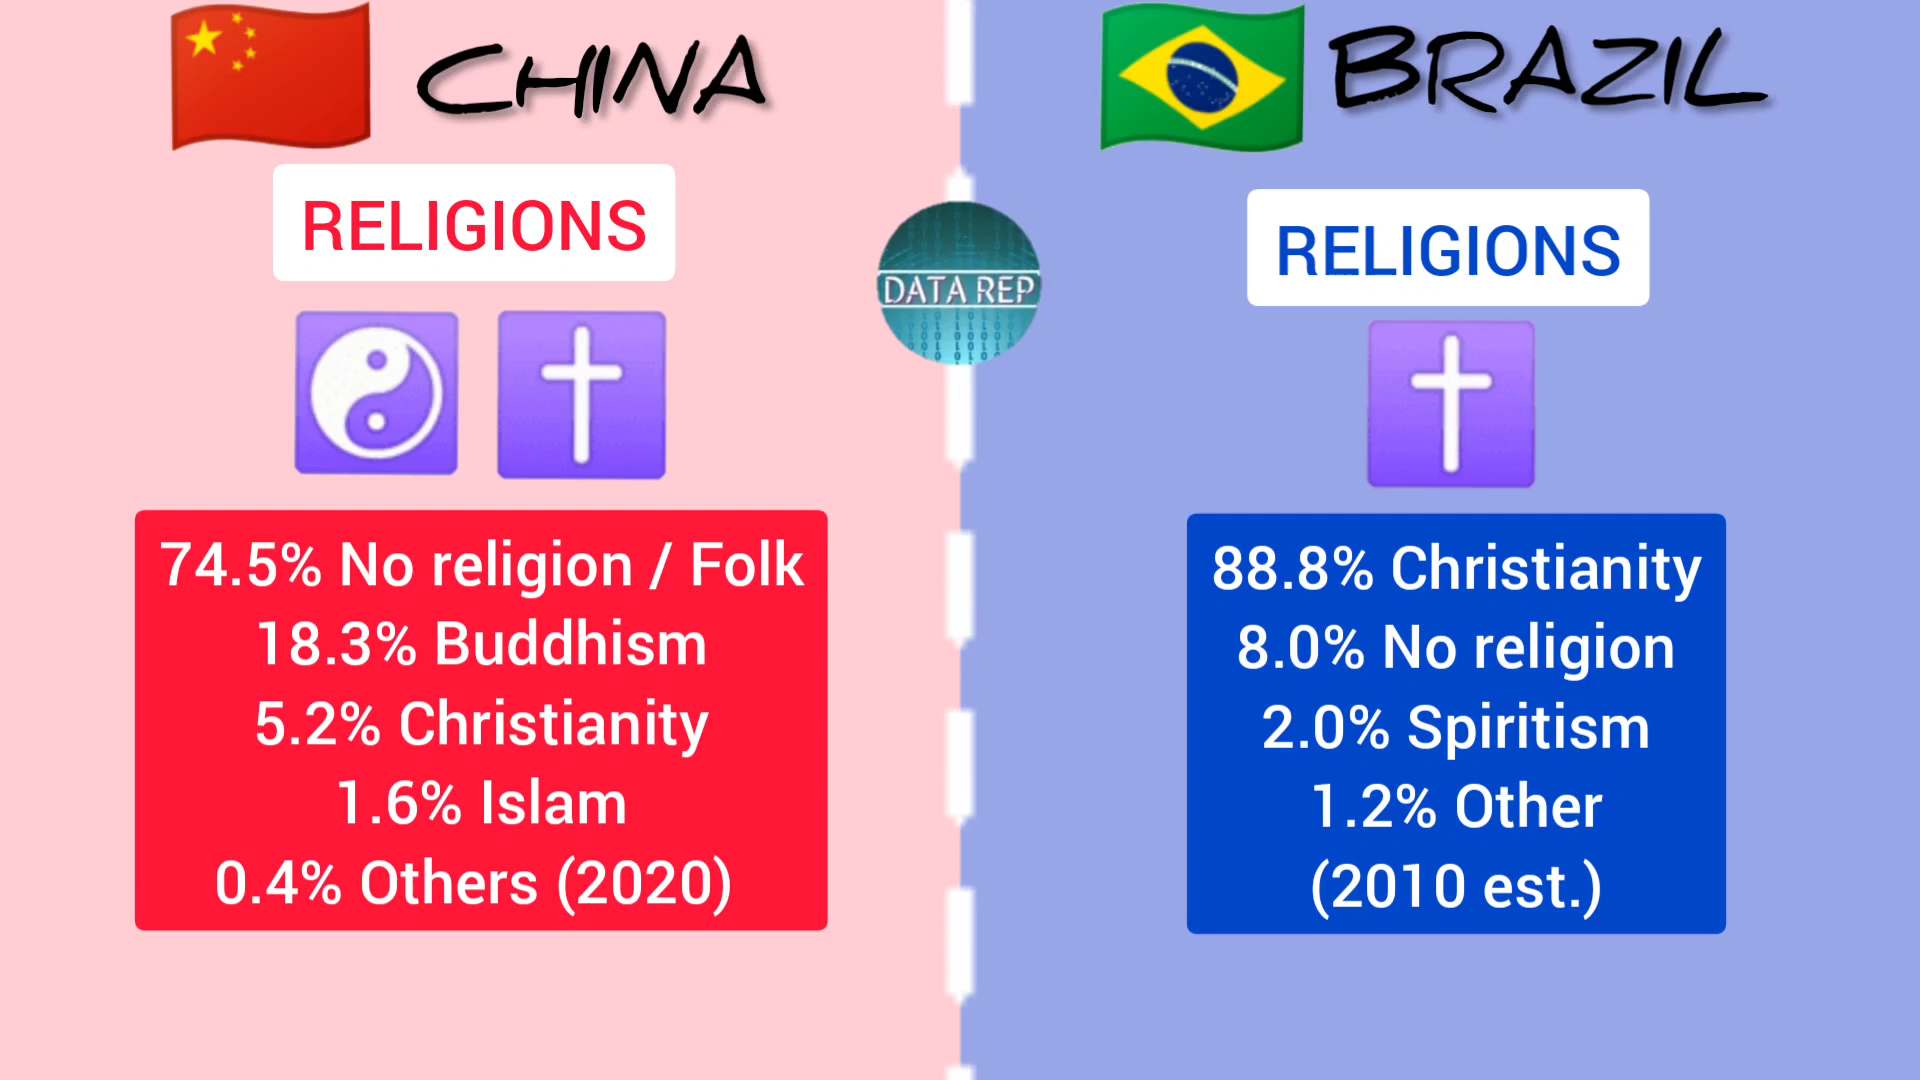 CHINA
RELIGIONS
74.5% No religion / Folk
18.3% Buddhism
5.2% Christianity
1.6% Islam
0.4% Others (2020)
DATA REP
BRAZIL
RELIGIONS
88.8% Christianity
8.0% No religion
2.0% Spiritism
1.2% Other
(2010 est.)